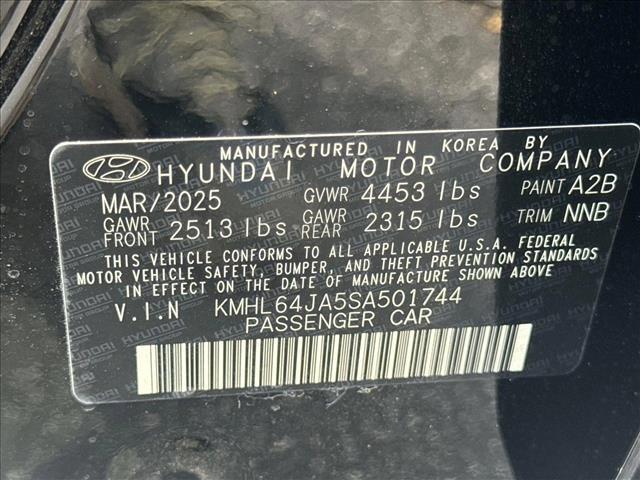 MANUFACTURED IN KOREA BY
HYUNDAI MOTOR COMPANY
MAR/2025 GVWR 4453 lbs PAINT A2B
GAWR FRONT 2513 lbs GAWR REAR 2315 lbs TRIM NNB
THIS VEHICLE CONFORMS TO ALL APPLICABLE U.S.A. FEDERAL
MOTOR VEHICLE SAFETY, BUMPER, AND THEFT PREVENTION STANDARDS
IN EFFECT ON THE DATE OF MANUFACTURE SHOWN ABOVE
V.I.N KMHL64JA5SA501744
PASSENGER CAR